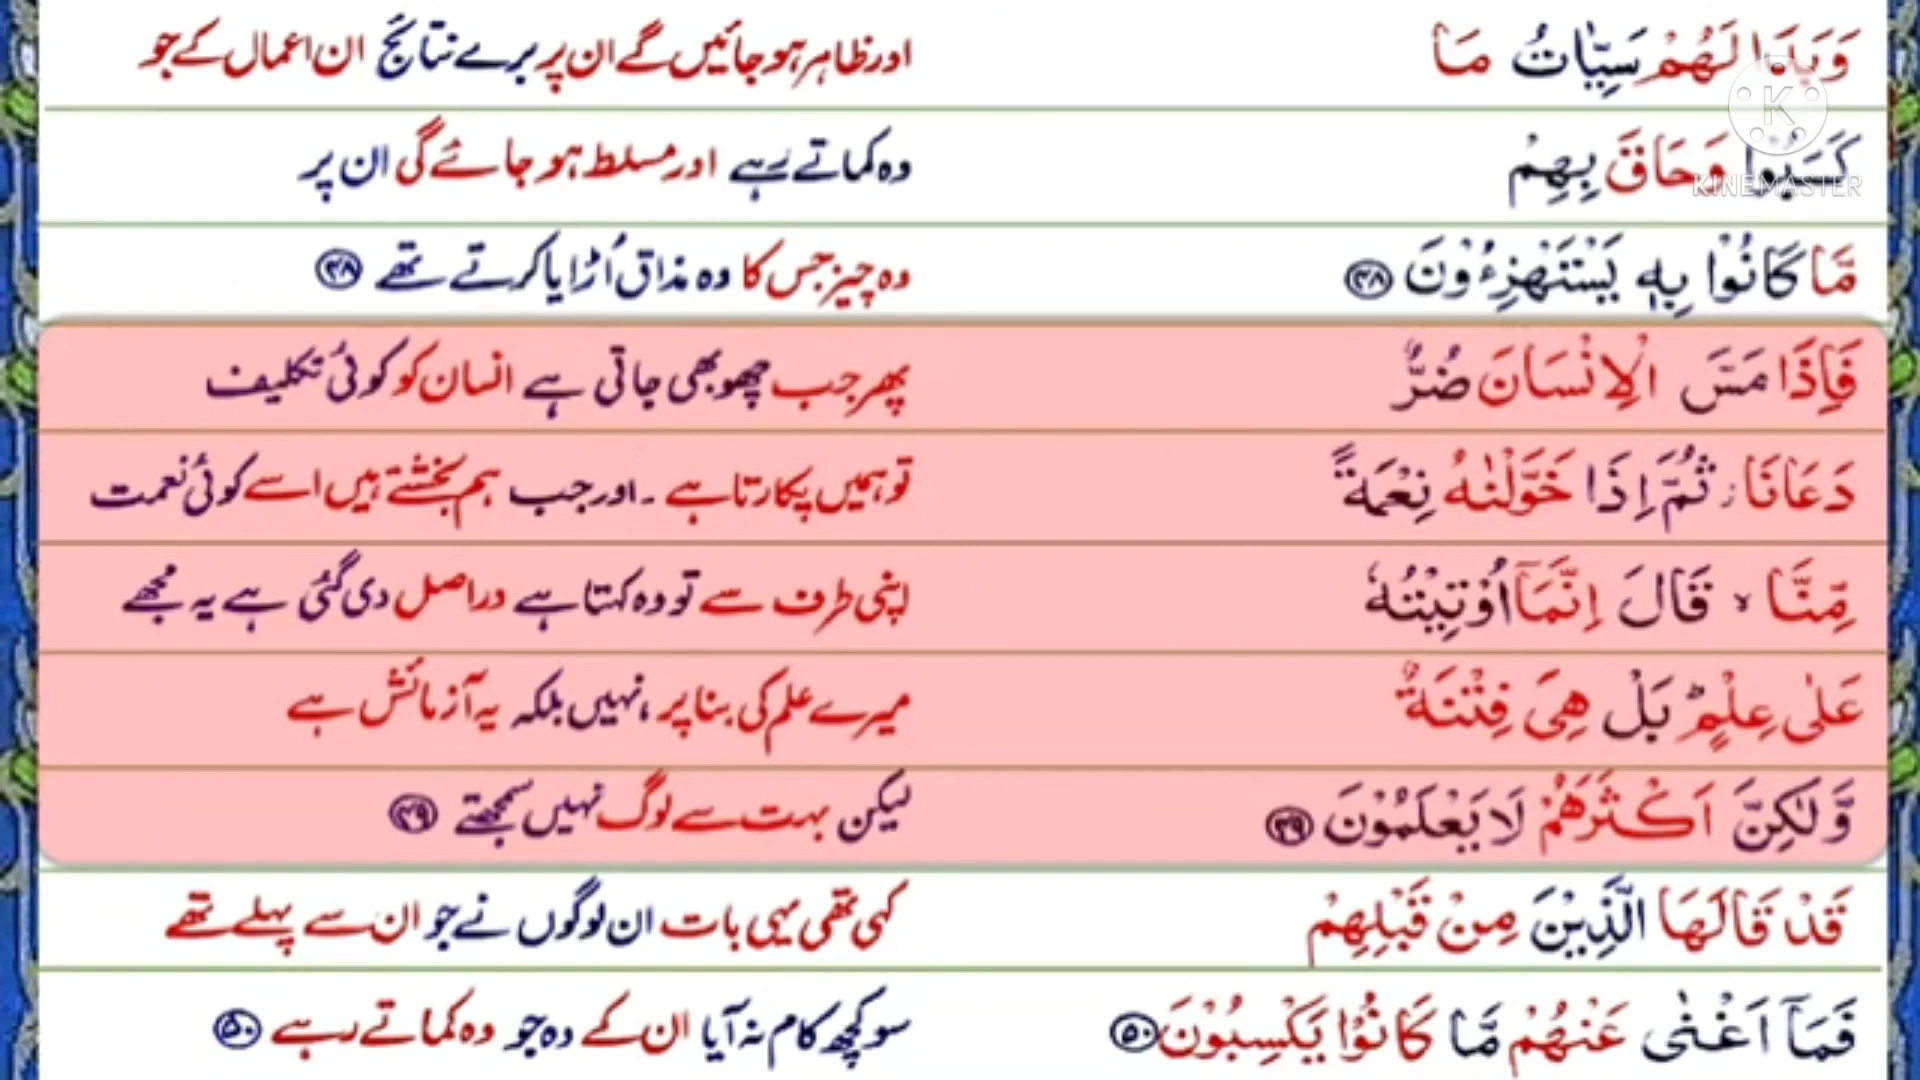 وَبَدَا لَهُمْ سَيِّاٰتُ مَا اور ظاہر ہو جائیں گے ان پر برے نتائج ان اعمال کے جو
كَسَبُوْا وَحَاقَ بِهِمْ وہ کماتے رہے اور مسلط ہو جائے گی ان پر
مَّا كَانُوْا بِهٖ يَسْتَهْزِءُوْنَ ۴۸ وہ چیز جس کا وہ مذاق اُڑایا کرتے تھے ۴۸
فَاِذَا مَسَّ الْاِنْسَانَ ضُرٌّ پھر جب چھو بھی جاتی ہے انسان کو کوئی تکلیف
دَعَانَا ز ثُمَّ اِذَا خَوَّلْنٰهُ نِعْمَةً تو ہمیں پکارتا ہے ۔ اور جب ہم بخشتے ہیں اسے کوئی نعمت
مِّنَّا ۙ قَالَ اِنَّمَآ اُوْتِيْتُهٗ اپنی طرف سے تو وہ کہتا ہے دراصل دی گئی ہے یہ مجھے
عَلٰى عِلْمٍ ؕ بَلْ هِىَ فِتْنَةٌ میرے علم کی بنا پر ، نہیں بلکہ یہ آزمائش ہے
وَّلٰكِنَّ اَكْثَرَهُمْ لَا يَعْلَمُوْنَ ۴۹ لیکن بہت سے لوگ نہیں سمجھتے ۴۹
قَدْ قَالَهَا الَّذِيْنَ مِنْ قَبْلِهِمْ کہی تھی یہی بات ان لوگوں نے جو ان سے پہلے تھے
فَمَآ اَغْنٰى عَنْهُمْ مَّا كَانُوْا يَكْسِبُوْنَ ۵۰ سو کچھ کام نہ آیا ان کے وہ جو وہ کماتے رہے ۵۰
K
KINEMASTER